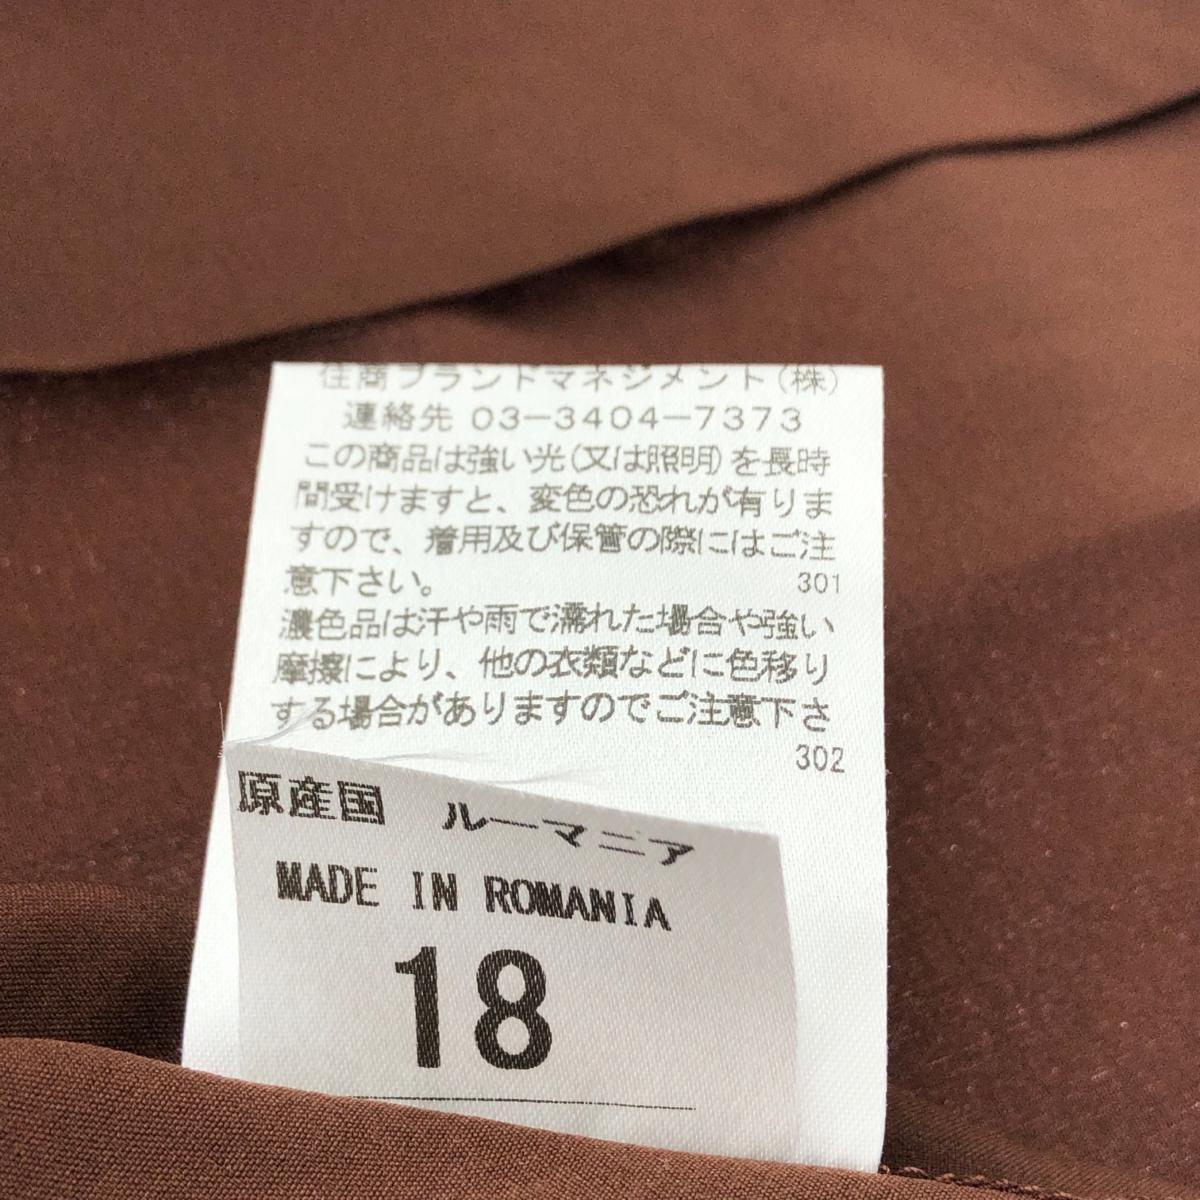 住商ブランドマネジメント(株)
連絡先 03-3404-7373
この商品は強い光(又は照明)を長時
間受けますと、変色の恐れが有りま
すので、着用及び保管の際にはご注
意下さい。 301
濃色品は汗や雨で濡れた場合や強い
摩擦により、他の衣類などに色移り
する場合がありますのでご注意下さ
302
原産国 ルーマニア
MADE IN ROMANIA
18